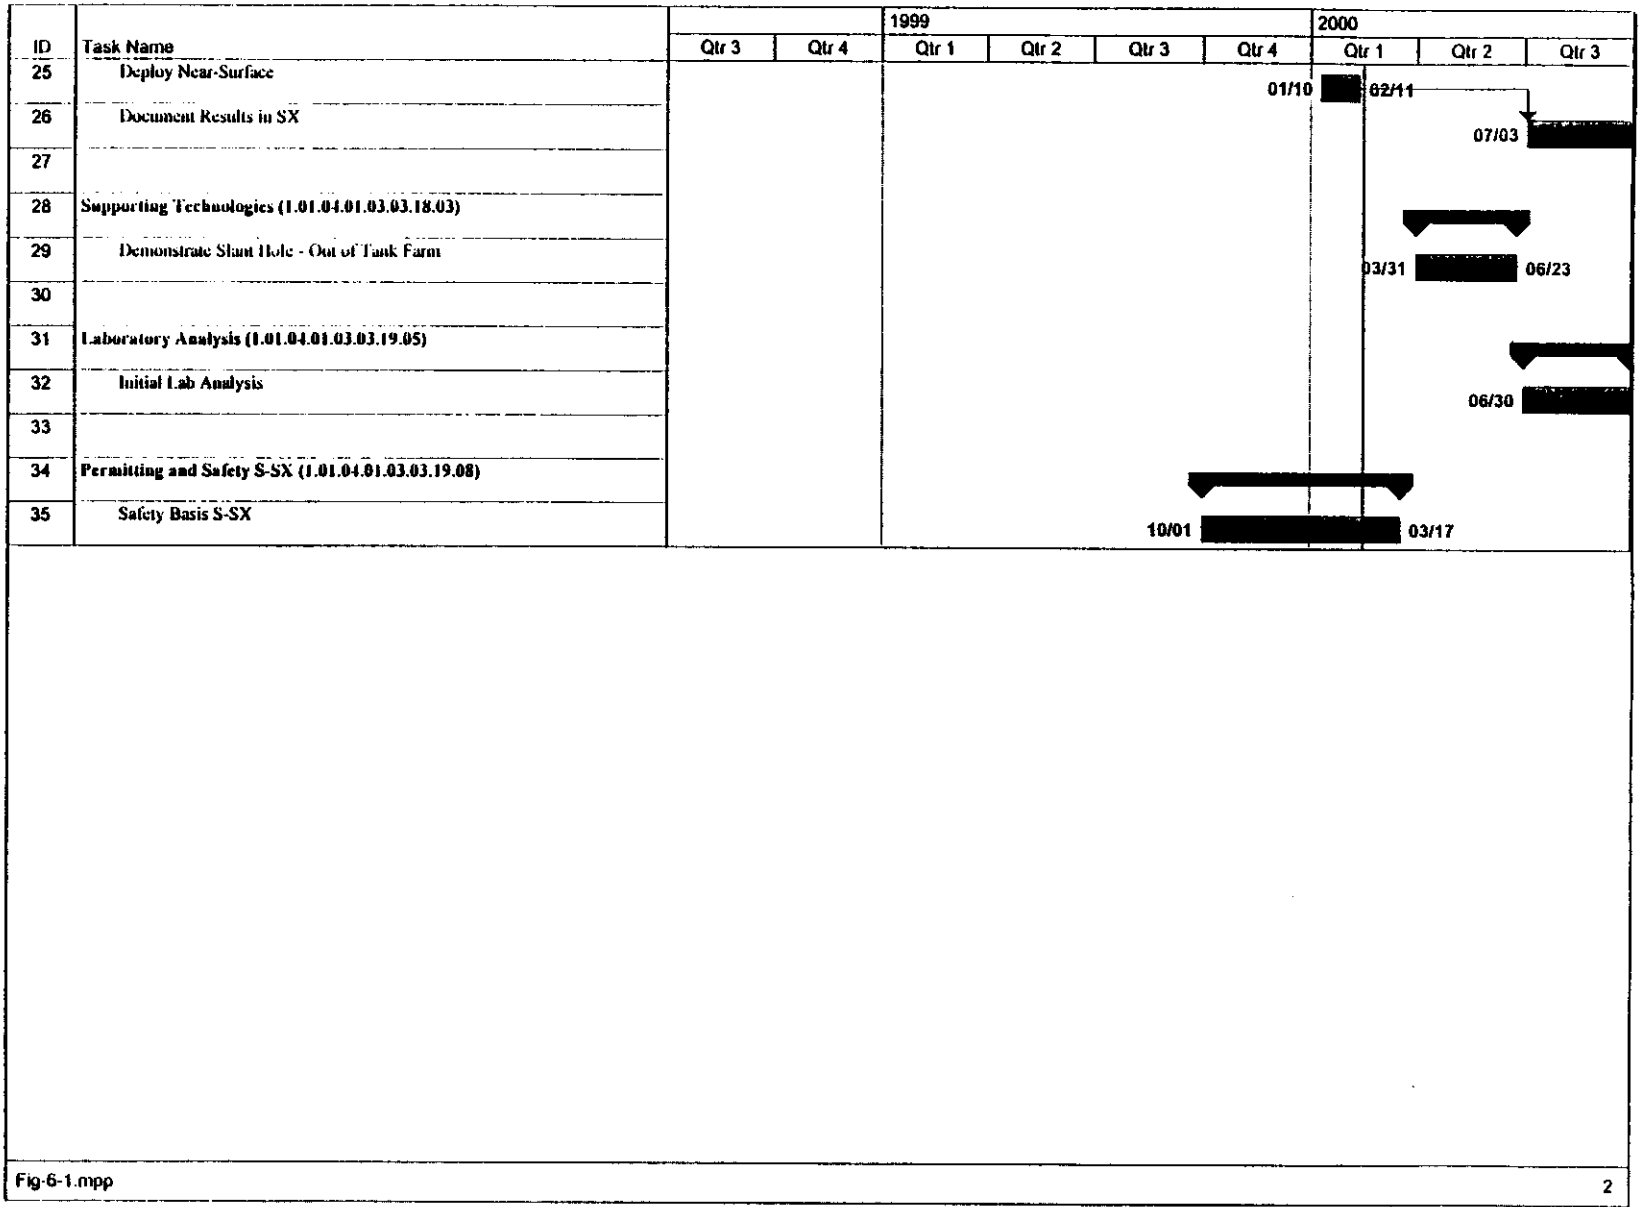 1999
2000
ID Task Name Qtr 3 Qtr 4 Qtr 1 Qtr 2 Qtr 3 Qtr 4 Qtr 1 Qtr 2 Qtr 3
25 Deploy Near-Surface
01/10 02/11
26 Document Results in SX
07/03
27
28 Supporting Technologies (1.01.04.01.03.03.18.03)
29 Demonstrate Slant Hole - Out of Tank Farm
03/31 06/23
30
31 Laboratory Analysis (1.01.04.01.03.03.19.05)
32 Initial Lab Analysis
06/30
33
34 Permitting and Safety S-SX (1.01.04.01.03.03.19.08)
35 Safety Basis S-SX
10/01 03/17
Fig-6-1.mpp 2